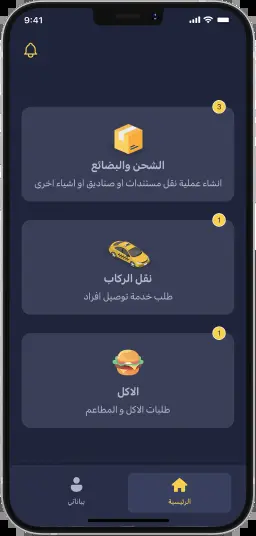 9:41
3
الشحن والبضائع
انشاء عملية نقل مستندات او صناديق او اشياء اخرى
1
نقل الركاب
طلب خدمة توصيل افراد
1
الاكل
طلبات الاكل و المطاعم
الرئيسية
بياناتي